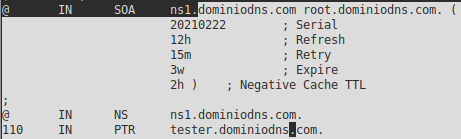 @ IN SOA ns1.dominiodns.com root.dominiodns.com. (
20210222 ; Serial
12h ; Refresh
15m ; Retry
3w ; Expire
2h ) ; Negative Cache TTL
;
@ IN NS ns1.dominiodns.com.
110 IN PTR tester.dominiodns.com.